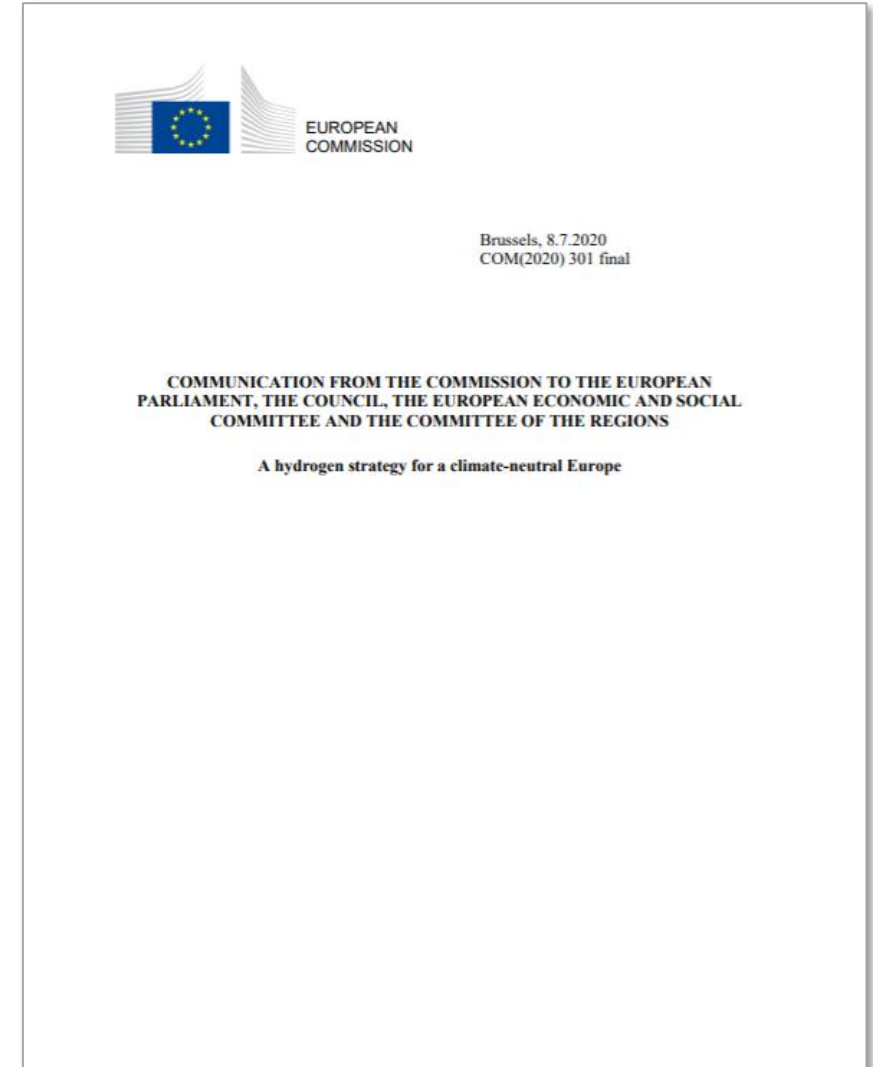 EUROPEAN
COMMISSION
Brussels, 8.7.2020
COM(2020) 301 final
COMMUNICATION FROM THE COMMISSION TO THE EUROPEAN
PARLIAMENT, THE COUNCIL, THE EUROPEAN ECONOMIC AND SOCIAL
COMMITTEE AND THE COMMITTEE OF THE REGIONS
A hydrogen strategy for a climate-neutral Europe